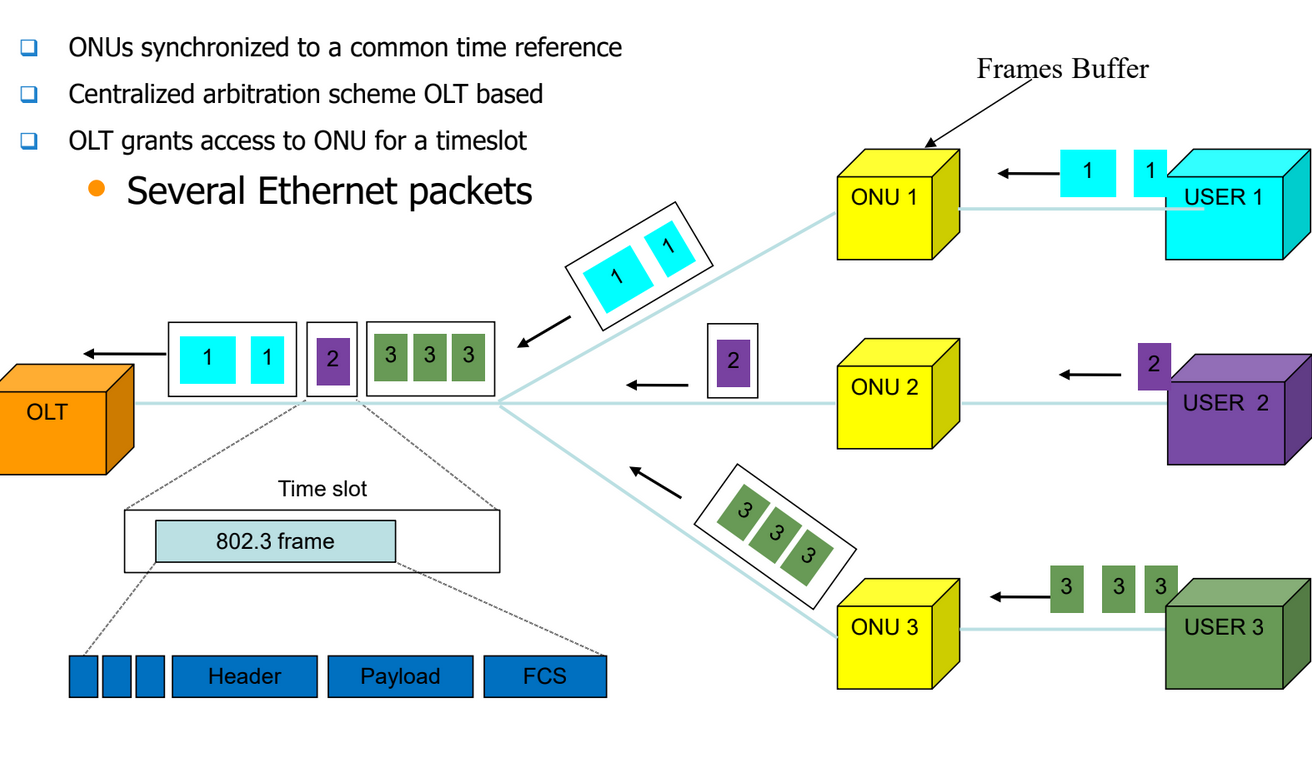 ONUs synchronized to a common time reference
Centralized arbitration scheme OLT based
OLT grants access to ONU for a timeslot
Several Ethernet packets
Frames Buffer
ONU 1
1 1
USER 1
1 1
1 1
2
3 3 3
OLT
2
ONU 2
2
USER 2
Time slot
802.3 frame
3 3 3
ONU 3
3 3 3
USER 3
Header
Payload
FCS